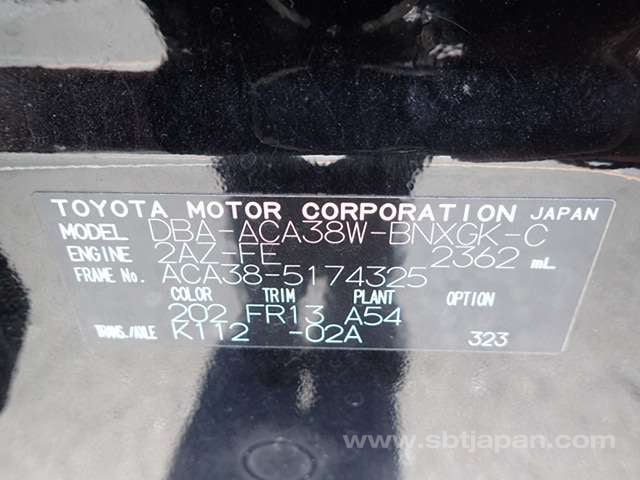 TOYOTA MOTOR CORPORATION JAPAN
MODEL DBA-ACA38W-BNXGK-C
ENGINE 2AZ-FE 2362 mL
FRAME No. ACA38-5174325
COLOR TRIM PLANT OPTION
202 FR13 A54
TRANS./AXLE K112 -02A 323
www.sbtjapan.com